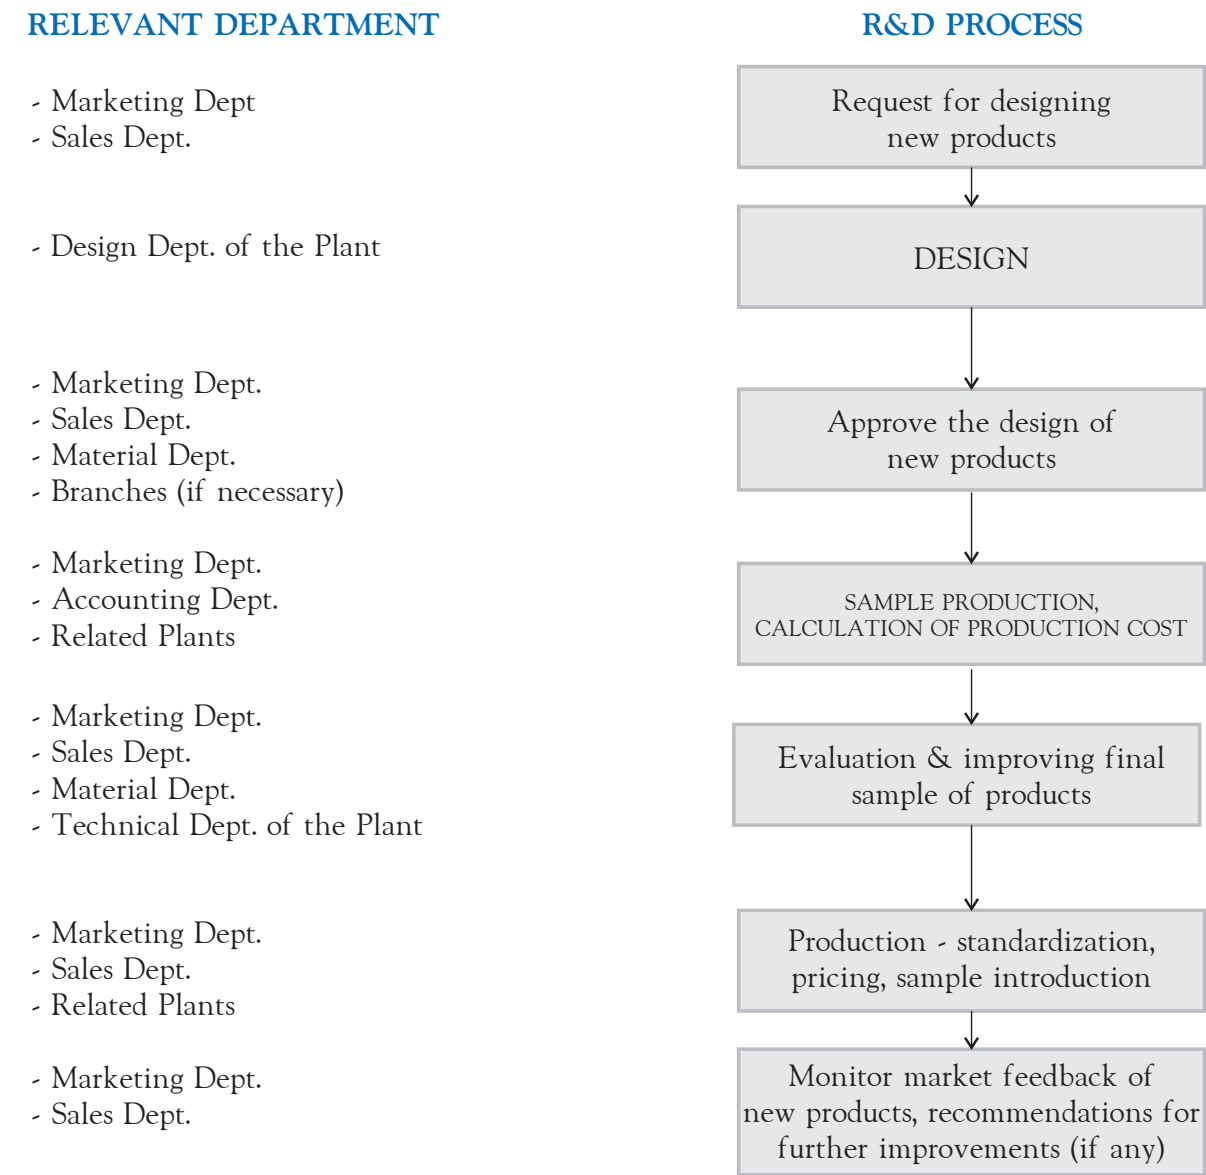 RELEVANT DEPARTMENT
R&D PROCESS
- Marketing Dept
- Sales Dept.
Request for designing
new products
- Design Dept. of the Plant
DESIGN
- Marketing Dept.
- Sales Dept.
- Material Dept.
- Branches (if necessary)
Approve the design of
new products
- Marketing Dept.
- Accounting Dept.
- Related Plants
SAMPLE PRODUCTION,
CALCULATION OF PRODUCTION COST
- Marketing Dept.
- Sales Dept.
- Material Dept.
- Technical Dept. of the Plant
Evaluation & improving final
sample of products
- Marketing Dept.
- Sales Dept.
- Related Plants
Production - standardization,
pricing, sample introduction
- Marketing Dept.
- Sales Dept.
Monitor market feedback of
new products, recommendations for
further improvements (if any)